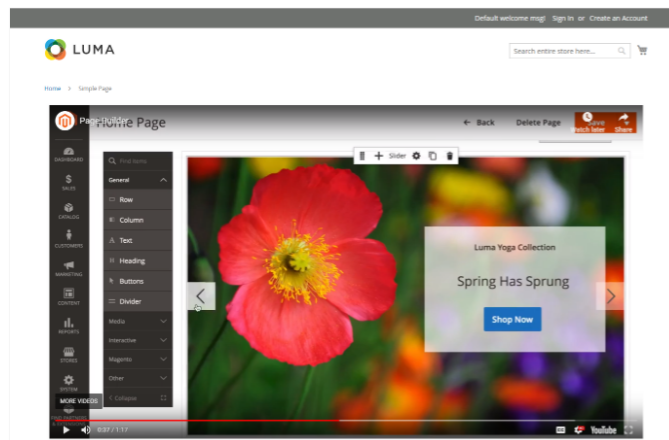 Default welcome msg! Sign In or Create an Account
LUMA
Search entire store here...
Home > Simple Page
Page Builder
Home Page
← Back
Delete Page
Save
Watch later
Share
DASHBOARD
SALES
CATALOG
CUSTOMERS
MARKETING
CONTENT
REPORTS
STORES
SYSTEM
FIND PARTNERS
Find items
General
Row
Column
Text
Heading
Buttons
Divider
Media
Interactive
Magento
Other
< Collapse
Slider
Luma Yoga Collection
Spring Has Sprung
Shop Now
MORE VIDEOS
0:37 / 1:17
YouTube